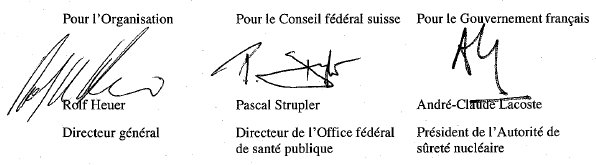 Pour l'Organisation Pour le Conseil fédéral suisse Pour le Gouvernement français
Rolf Heuer Pascal Strupler André-Claude Lacoste
Directeur général Directeur de l'Office fédéral Président de l'Autorité de
de santé publique sûreté nucléaire